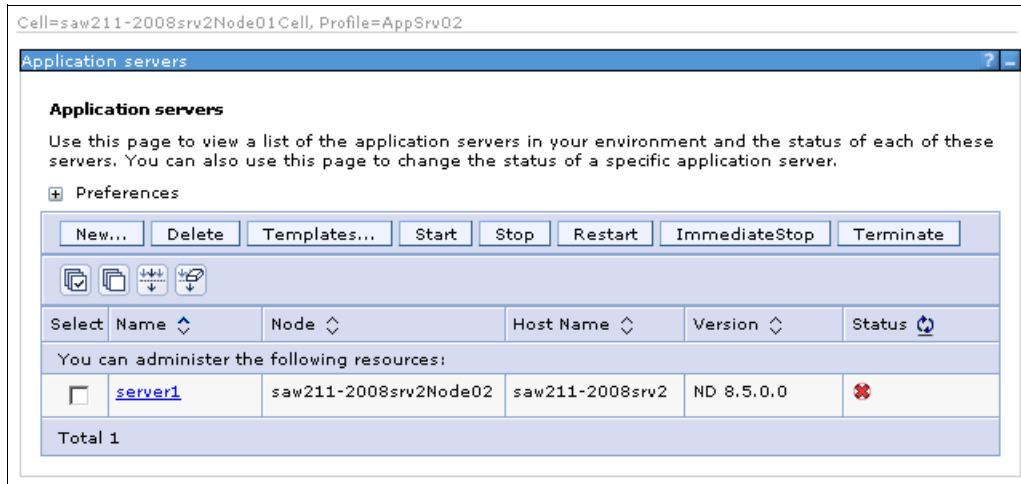 Cell=saw211-2008srv2Node01Cell, Profile=AppSrv02
Application servers ? –
Application servers
Use this page to view a list of the application servers in your environment and the status of each of these
servers. You can also use this page to change the status of a specific application server.
+ Preferences
New... Delete Templates... Start Stop Restart ImmediateStop Terminate
Select Name Node Host Name Version Status
You can administer the following resources:
server1 saw211-2008srv2Node02 saw211-2008srv2 ND 8.5.0.0
Total 1